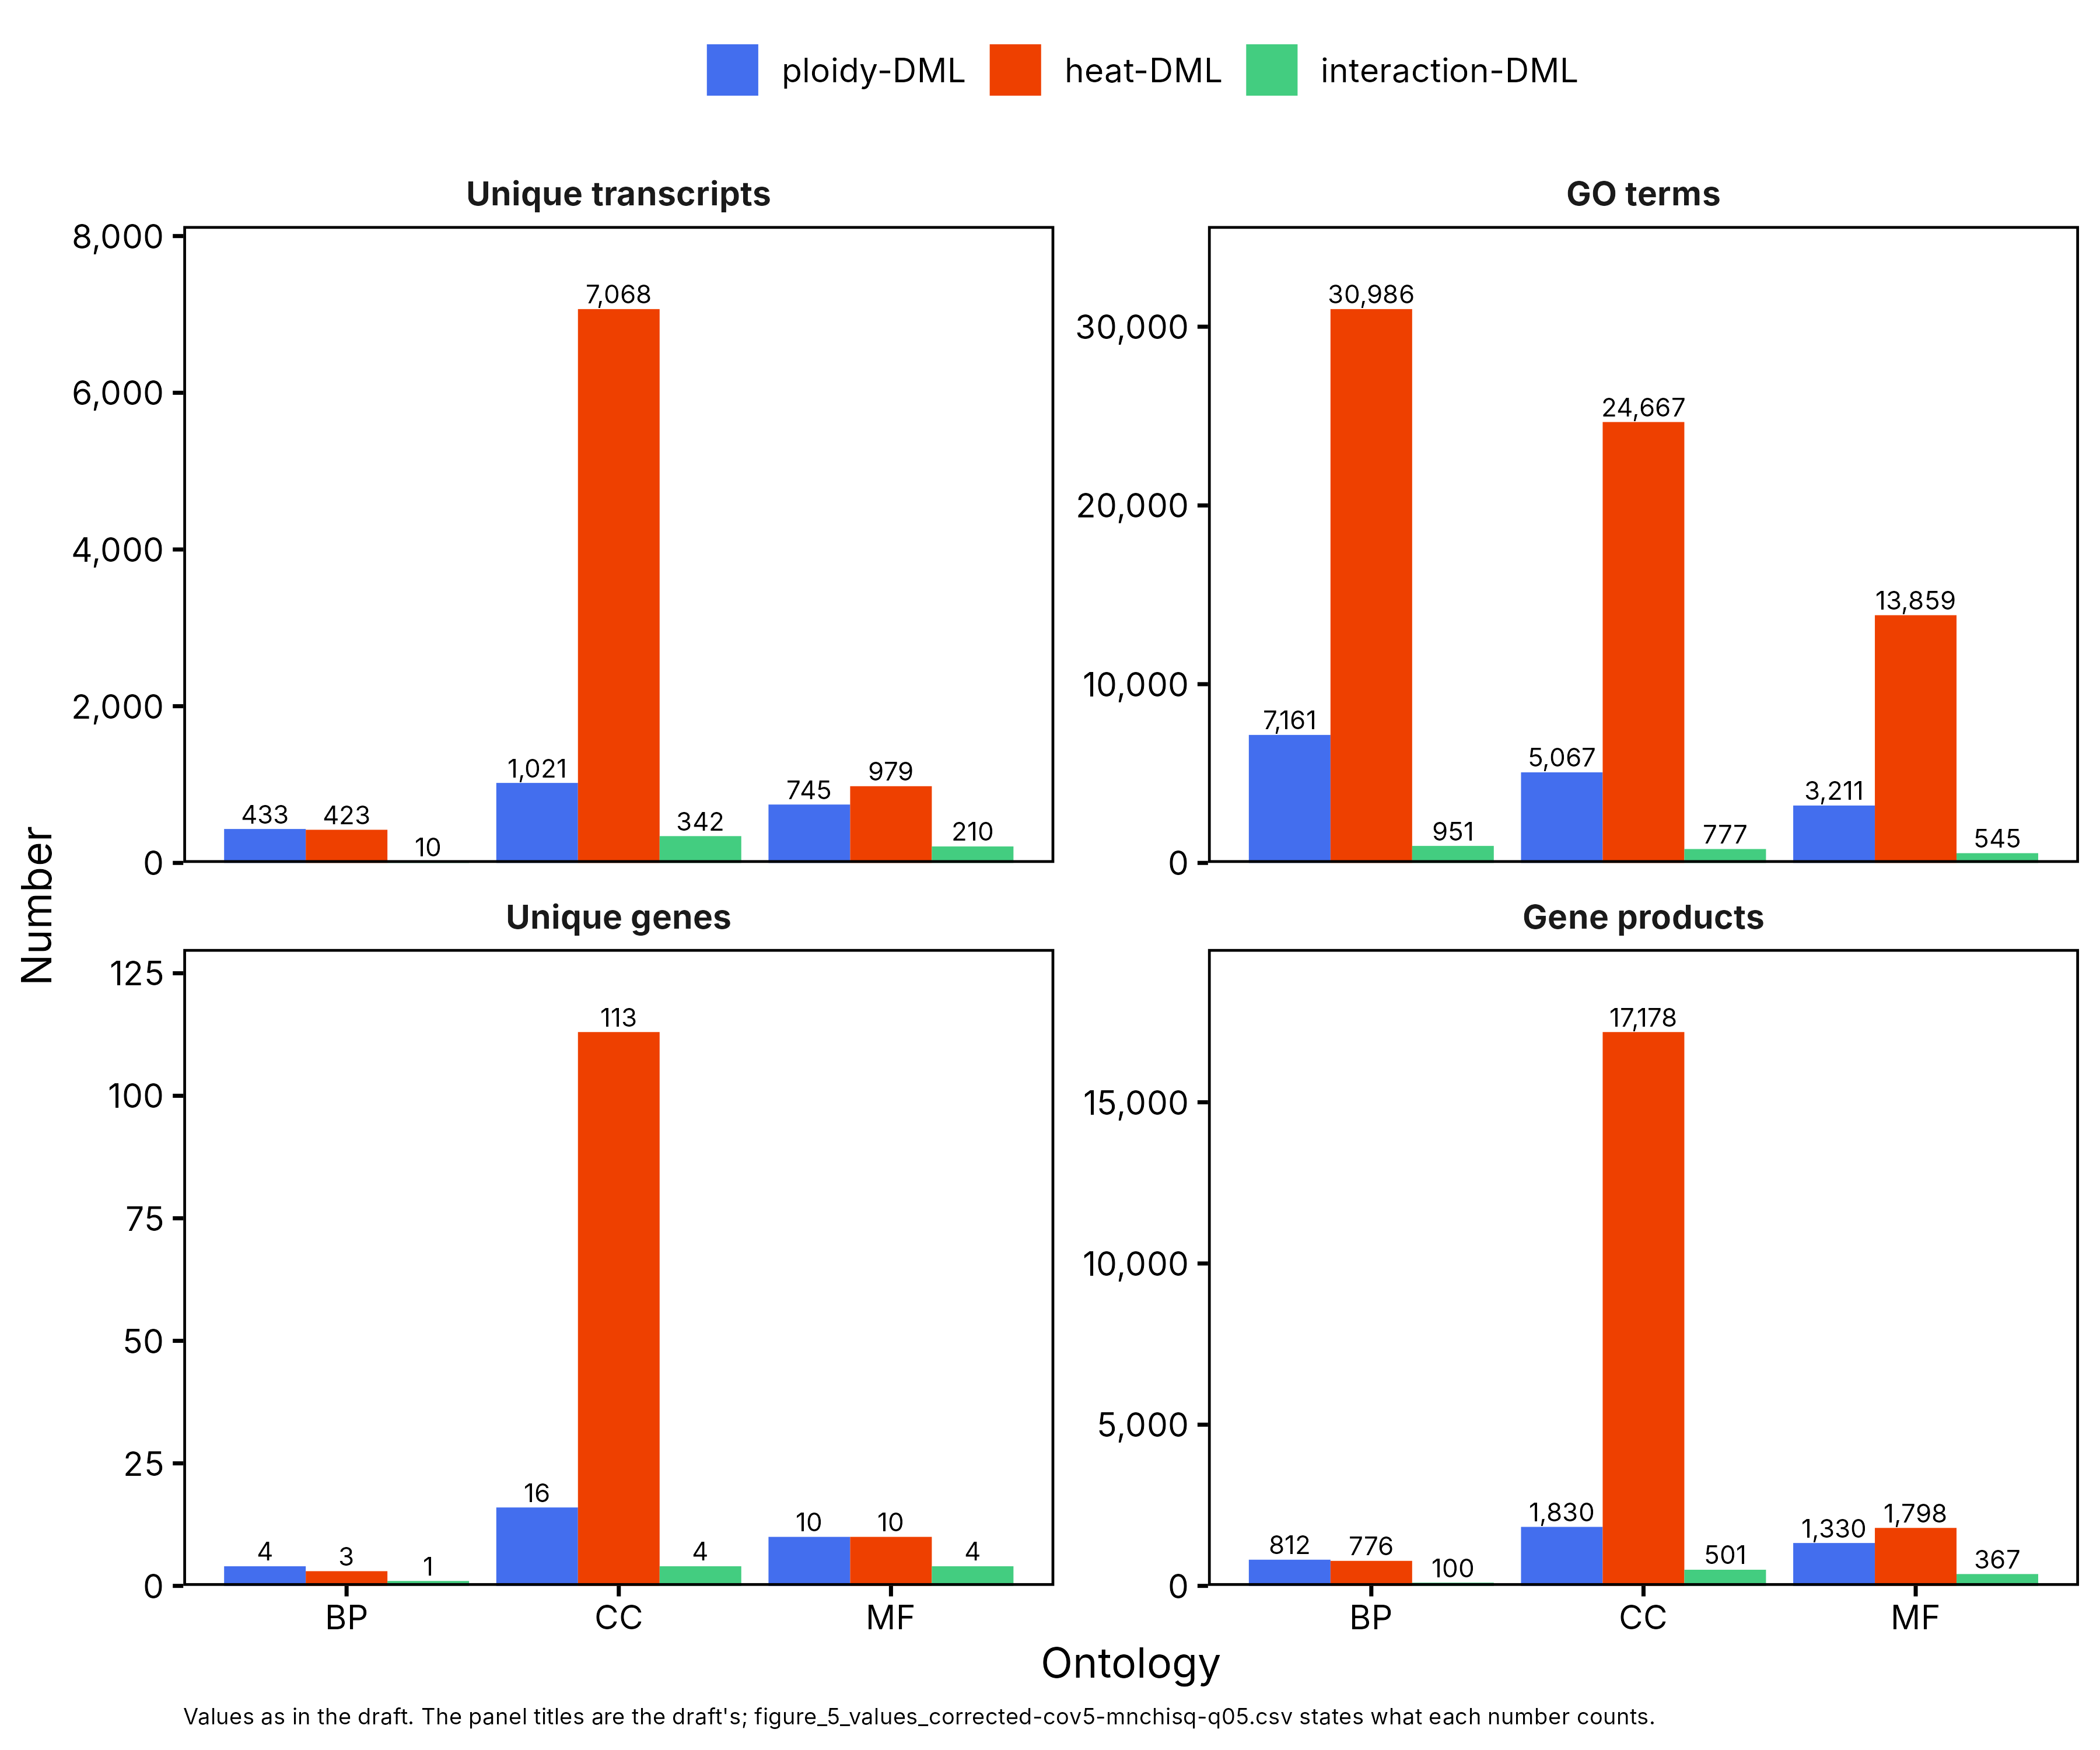 ploidy-DML heat-DML interaction-DML
Unique transcripts
8,000
6,000
4,000
2,000
0
433 423 10
1,021 7,068 342
745 979 210
GO terms
30,000
20,000
10,000
0
7,161 30,986 951
5,067 24,667 777
3,211 13,859 545
Number
Unique genes
125
100
75
50
25
0
4 3 1
16 113 4
10 10 4
BP CC MF
Gene products
15,000
10,000
5,000
0
812 776 100
1,830 17,178 501
1,330 1,798 367
BP CC MF
Ontology
Values as in the draft. The panel titles are the draft's; figure_5_values_corrected-cov5-mnchisq-q05.csv states what each number counts.